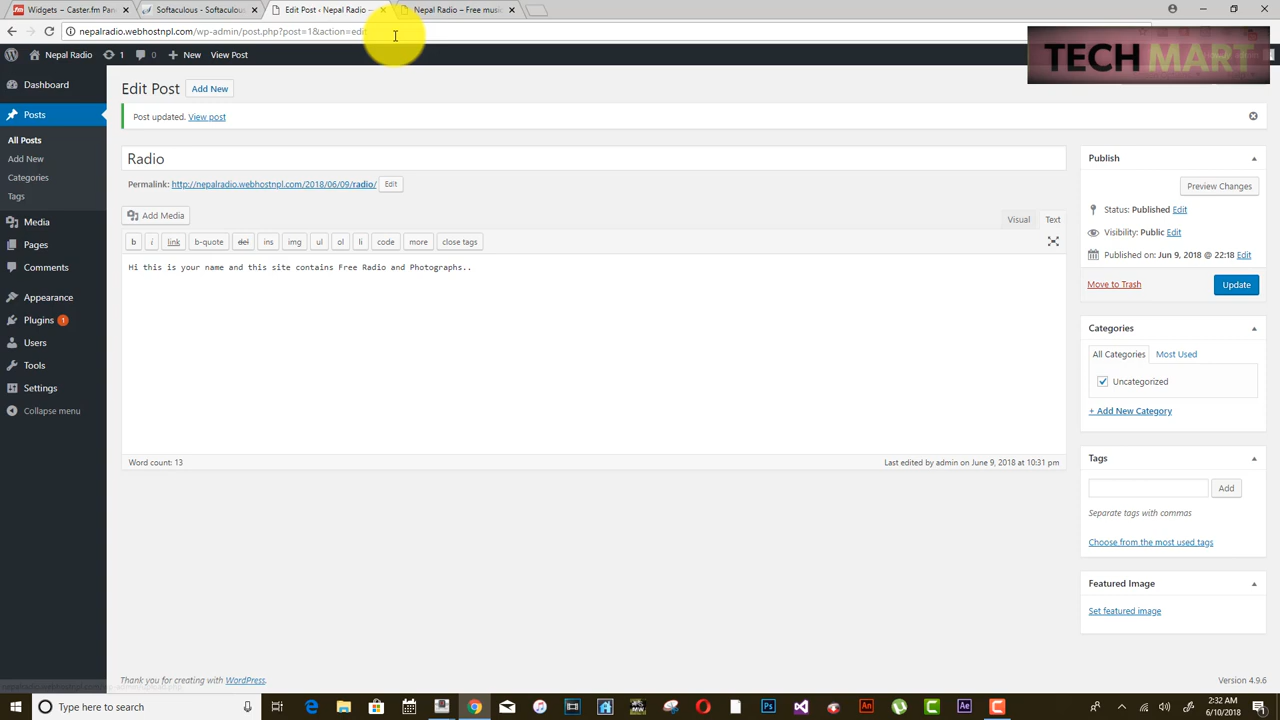 Widgets – Caster.fm Pan
Softaculous - Softaculous
Edit Post ‹ Nepal Radio —
Nepal Radio – Free music
nepalradio.webhostnpl.com/wp-admin/post.php?post=1&action=edit
TECH MART
Nepal Radio 1 0 New View Post
Dashboard
Posts
All Posts
Add New
Categories
Tags
Media
Pages
Comments
Appearance
Plugins 1
Users
Tools
Settings
Collapse menu
Edit Post Add New
Post updated. View post
Radio
Permalink: http://nepalradio.webhostnpl.com/2018/06/09/radio/ Edit
Add Media
Visual Text
b i link b-quote del ins img ul ol li code more close tags
Hi this is your name and this site contains Free Radio and Photographs..
Word count: 13
Last edited by admin on June 9, 2018 at 10:31 pm
Publish
Preview Changes
Status: Published Edit
Visibility: Public Edit
Published on: Jun 9, 2018 @ 22:18 Edit
Move to Trash Update
Categories
All Categories Most Used
Uncategorized
+ Add New Category
Tags
Add
Separate tags with commas
Choose from the most used tags
Featured Image
Set featured image
Thank you for creating with WordPress.
Version 4.9.6
Type here to search
2:32 AM
6/10/2018